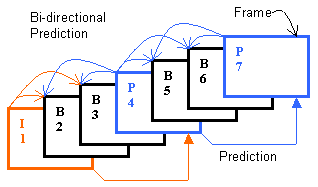 Bi-directional
Prediction
Frame
I
1
B
2
B
3
P
4
B
5
B
6
P
7
Prediction